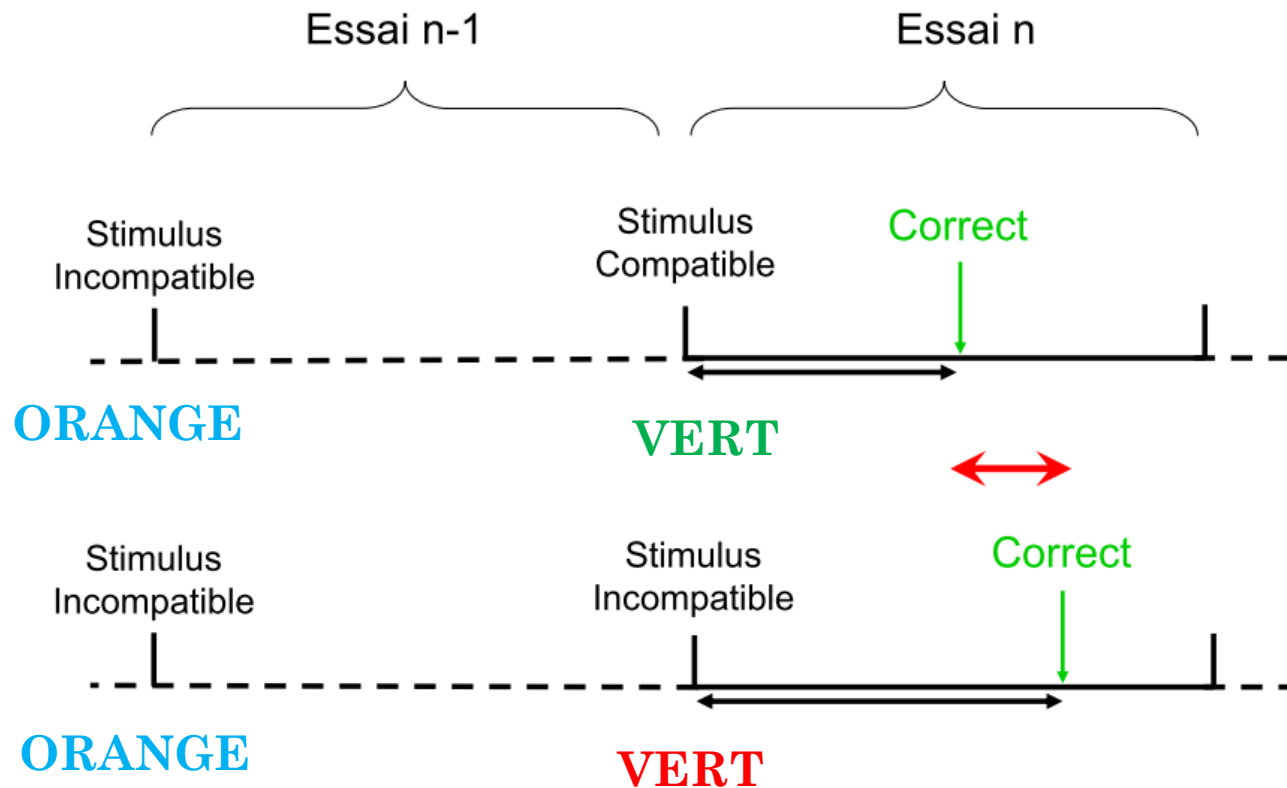 Essai n-1
Essai n
Stimulus
Incompatible
Stimulus
Compatible
Correct
ORANGE
VERT
Stimulus
Incompatible
Stimulus
Incompatible
Correct
ORANGE
VERT